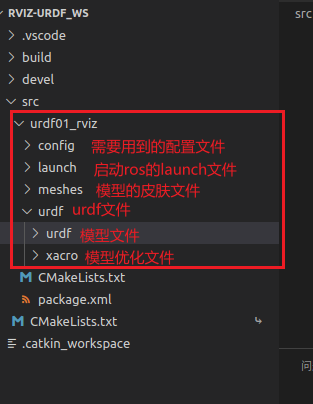 RVIZ-URDF_WS
src
.vscode
build
devel
src
urdf01_rviz
config 需要用到的配置文件
launch 启动ros的launch文件
meshes 模型的皮肤文件
urdf urdf文件
urdf 模型文件
xacro 模型优化文件
CMakeLists.txt
package.xml
CMakeLists.txt
.catkin_workspace
问